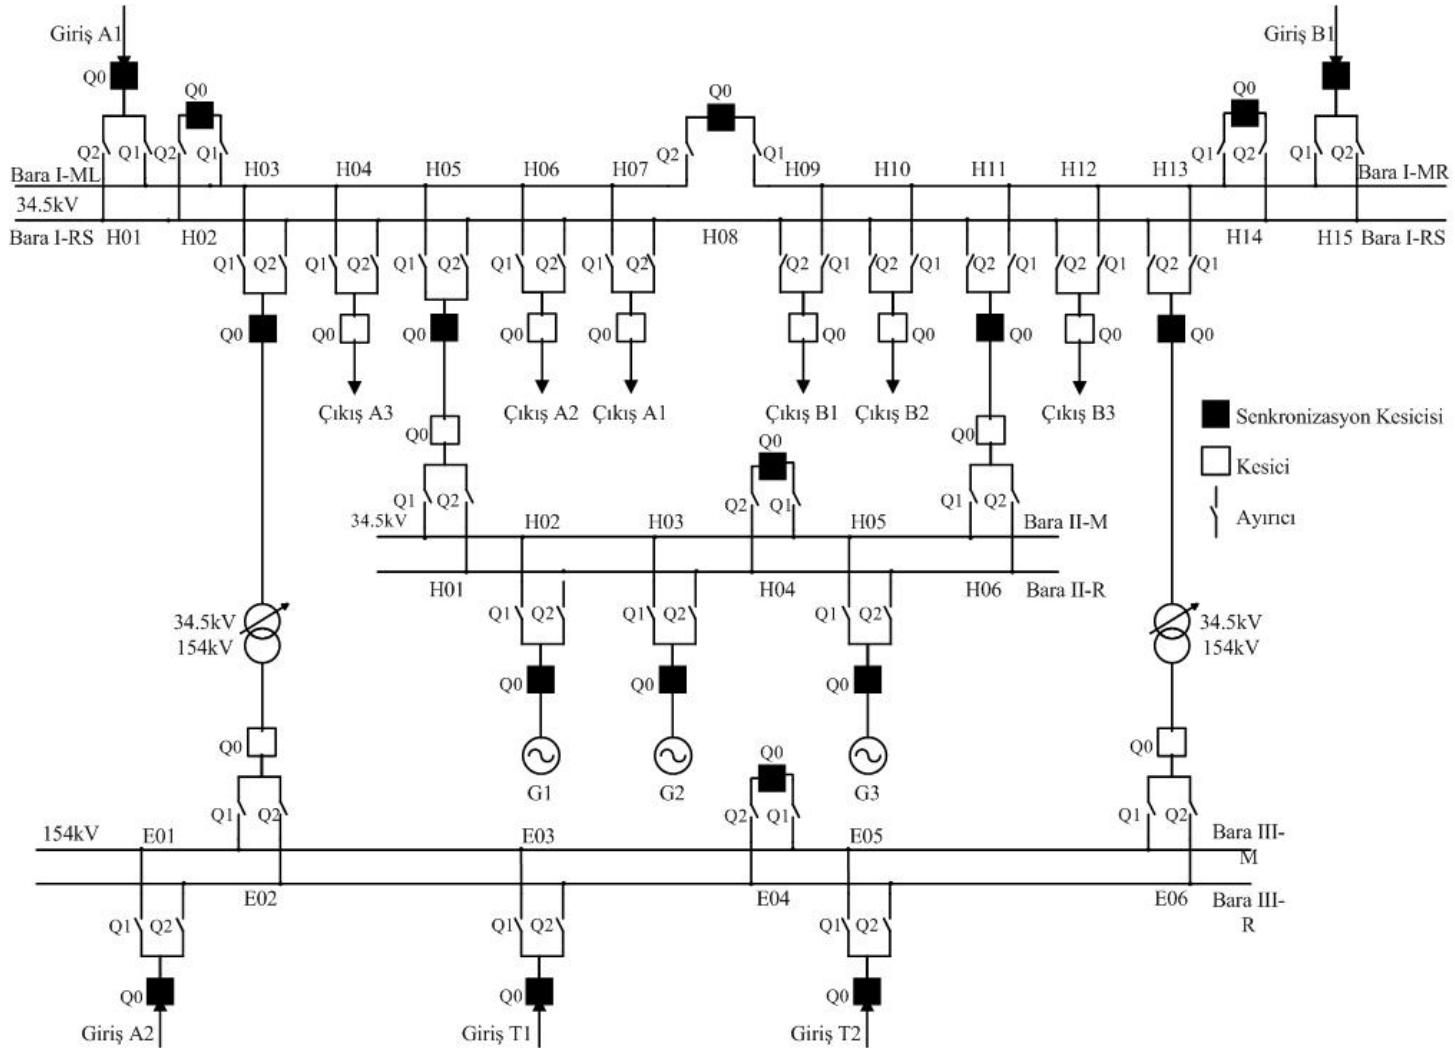 Giriş A1
Giriş B1
Q0
Q0
Q0
Q0
Q0
Q0
Q2
Q1
Q2
Q1
Q2
Q1
Q1
Q2
Q1
Q2
Bara I-ML
H03
H04
H05
H06
H07
H09
H10
H11
H12
H13
Bara I-MR
34.5kV
Bara I-RS
H01
H02
H08
H14
H15
Bara I-RS
Q1
Q2
Q1
Q2
Q1
Q2
Q1
Q2
Q1
Q2
Q2
Q1
Q2
Q1
Q2
Q1
Q2
Q1
Q2
Q1
Q0
Q0
Q0
Q0
Q0
Q0
Q0
Q0
Q0
Q0
Çıkış A3
Çıkış A2
Çıkış A1
Çıkış B1
Çıkış B2
Çıkış B3
Senkronizasyon Kesicisi
Q0
Q0
Q0
Kesici
Q1
Q2
Q2
Q1
Q1
Q2
Ayırıcı
34.5kV
H02
H03
H05
Bara II-M
H01
H04
H06
Bara II-R
Q1
Q2
Q1
Q2
Q1
Q2
34.5kV
154kV
34.5kV
154kV
Q0
Q0
Q0
Q0
Q0
Q0
G1
G2
G3
Q1
Q2
Q2
Q1
Q1
Q2
154kV
E01
E03
E05
Bara III-
M
E02
E04
E06
Bara III-
R
Q1
Q2
Q1
Q2
Q1
Q2
Q0
Q0
Q0
Giriş A2
Giriş T1
Giriş T2